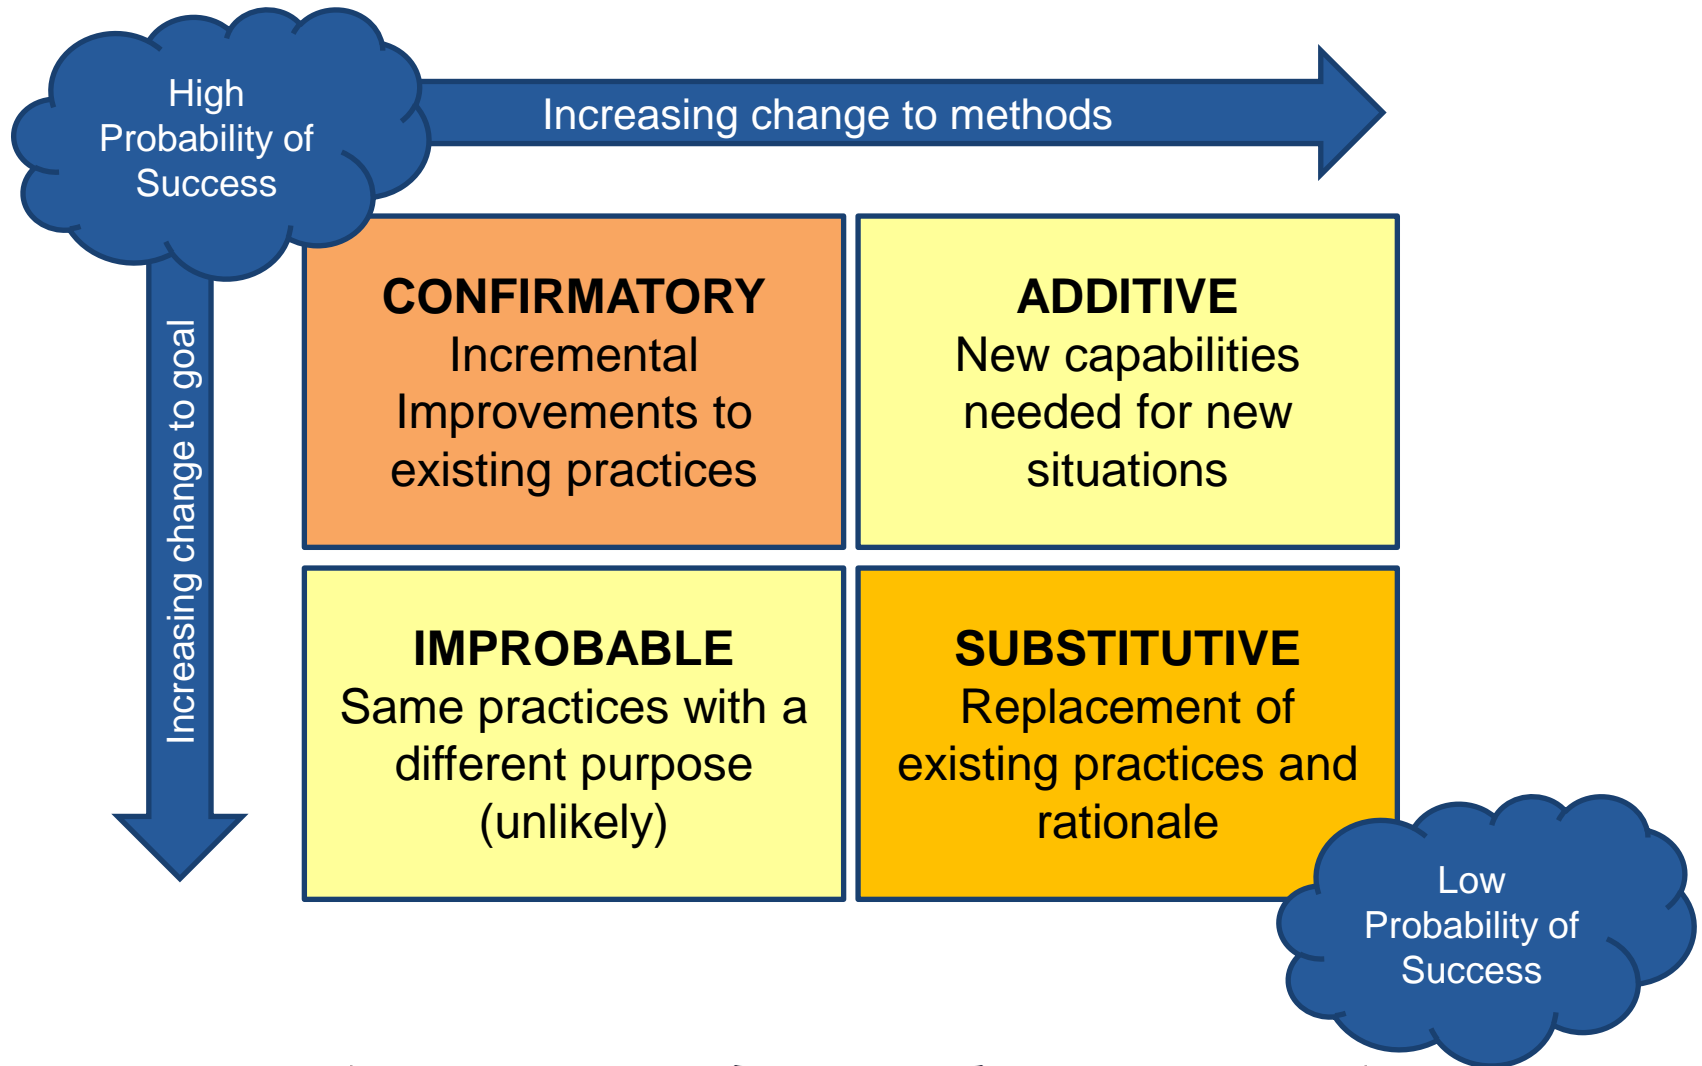 High
Probability of
Success
Increasing change to methods
Increasing change to goal
CONFIRMATORY
Incremental
Improvements to
existing practices
ADDITIVE
New capabilities
needed for new
situations
IMPROBABLE
Same practices with a
different purpose
(unlikely)
SUBSTITUTIVE
Replacement of
existing practices and
rationale
Low
Probability of
Success